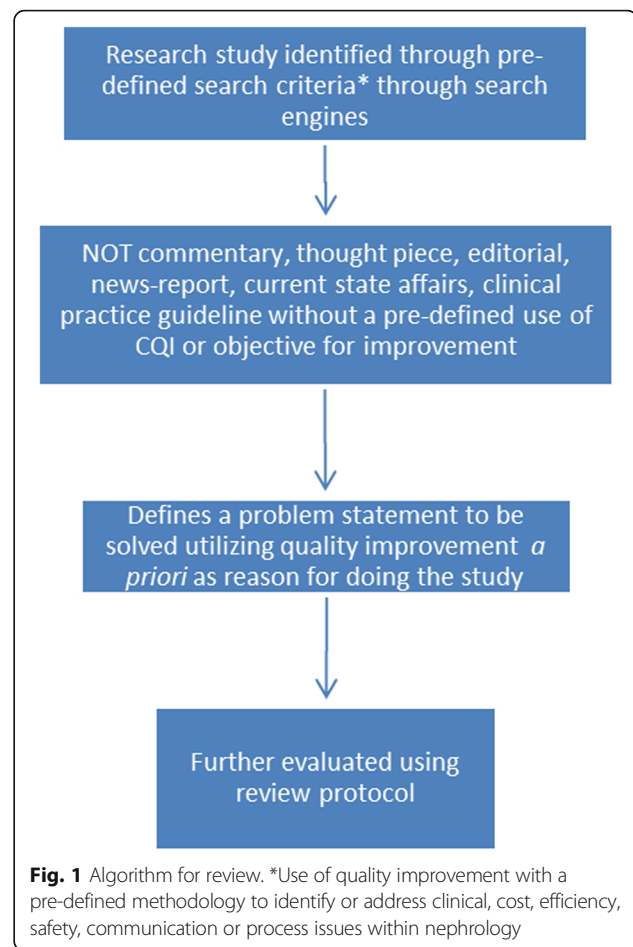 Research study identified through pre-
defined search criteria* through search
engines
NOT commentary, thought piece, editorial,
news-report, current state affairs, clinical
practice guideline without a pre-defined use of
CQI or objective for improvement
Defines a problem statement to be
solved utilizing quality improvement a
priori as reason for doing the study
Further evaluated using
review protocol
Fig. 1 Algorithm for review. *Use of quality improvement with a
pre-defined methodology to identify or address clinical, cost, efficiency,
safety, communication or process issues within nephrology